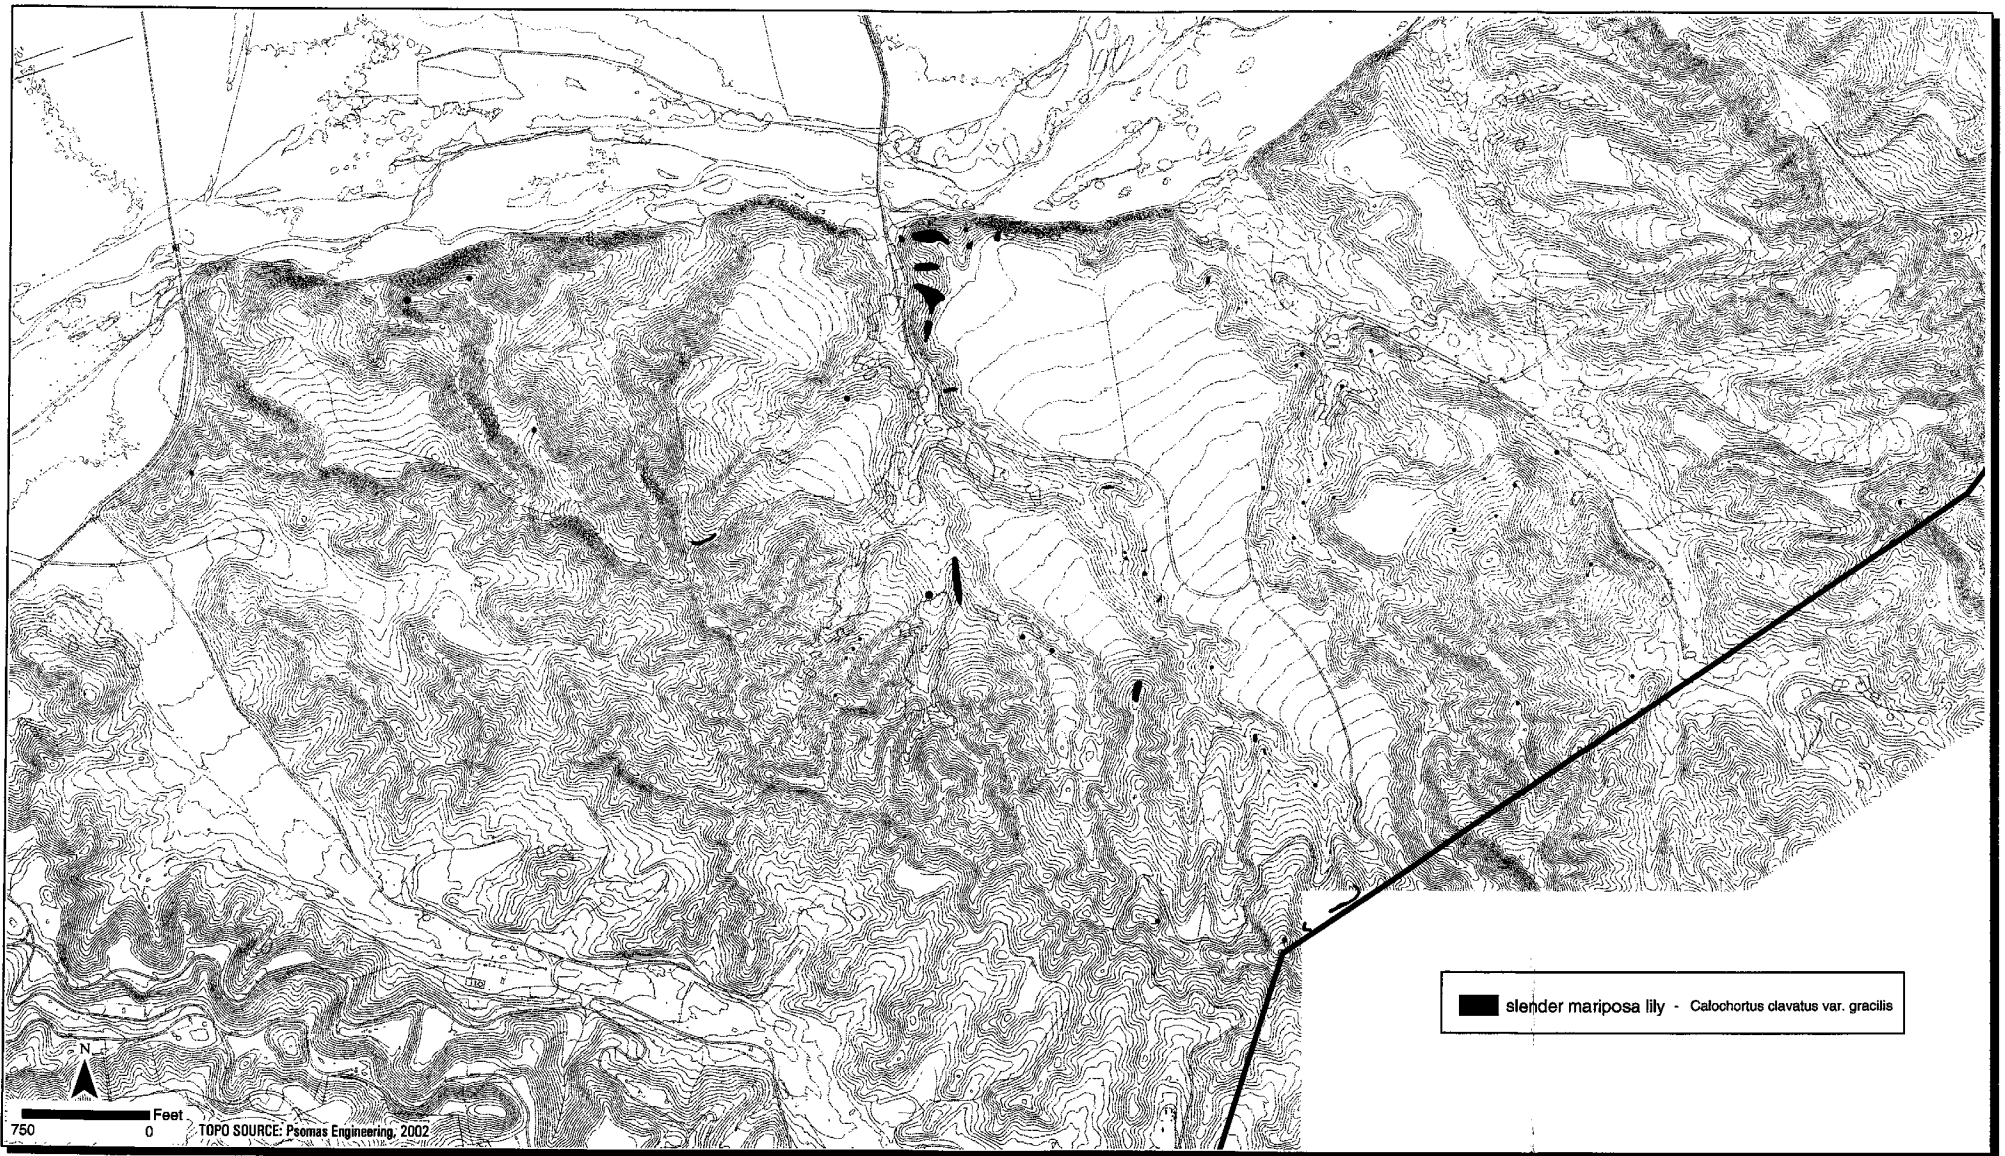 slender mariposa lily - Calochortus clavatus var. gracilis
N
Feet
750 0
TOPO SOURCE: Psomas Engineering, 2002